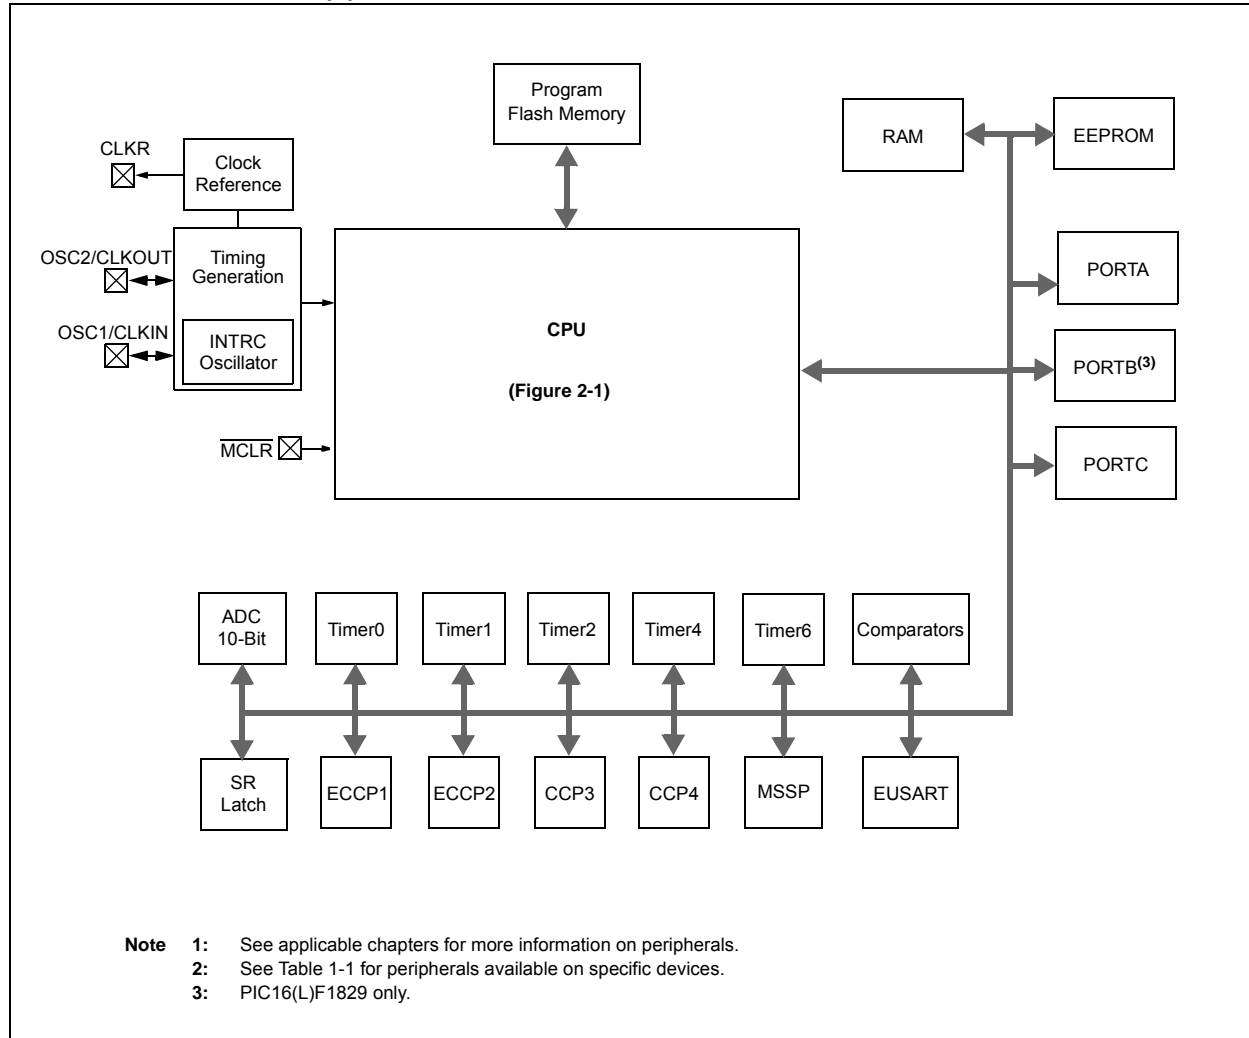 Program
Flash Memory
RAM
EEPROM
CLKR
Clock
Reference
OSC2/CLKOUT
Timing
Generation
PORTA
OSC1/CLKIN
INTRC
Oscillator
CPU
(Figure 2-1)
PORTB(3)
MCLR
PORTC
ADC
10-Bit
Timer0
Timer1
Timer2
Timer4
Timer6
Comparators
SR
Latch
ECCP1
ECCP2
CCP3
CCP4
MSSP
EUSART
Note 1: See applicable chapters for more information on peripherals.
2: See Table 1-1 for peripherals available on specific devices.
3: PIC16(L)F1829 only.